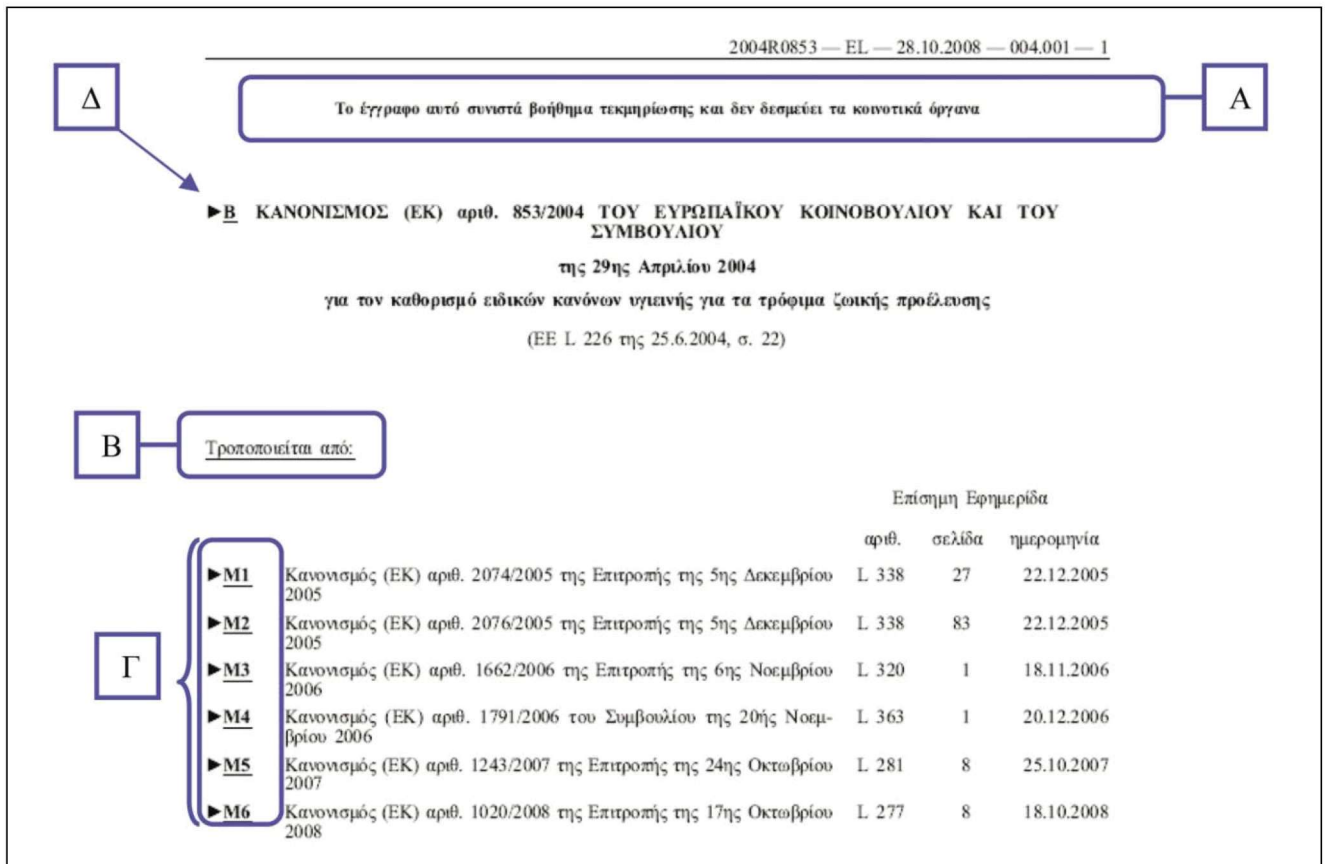 2004R0853 — EL — 28.10.2008 — 004.001 — 1
Δ
Το έγγραφο αυτό συνιστά βοήθημα τεκμηρίωσης και δεν δεσμεύει τα κοινοτικά όργανα
Α
►B ΚΑΝΟΝΙΣΜΟΣ (ΕΚ) αριθ. 853/2004 ΤΟΥ ΕΥΡΩΠΑΪΚΟΥ ΚΟΙΝΟΒΟΥΛΙΟΥ ΚΑΙ ΤΟΥ
ΣΥΜΒΟΥΛΙΟΥ
της 29ης Απριλίου 2004
για τον καθορισμό ειδικών κανόνων υγιεινής για τα τρόφιμα ζωικής προέλευσης
(ΕΕ L 226 της 25.6.2004, σ. 22)
Β
Τροποποιείται από:
Επίσημη Εφημερίδα
αριθ. σελίδα ημερομηνία
Γ
►M1 Κανονισμός (ΕΚ) αριθ. 2074/2005 της Επιτροπής της 5ης Δεκεμβρίου L 338 27 22.12.2005
2005
►M2 Κανονισμός (ΕΚ) αριθ. 2076/2005 της Επιτροπής της 5ης Δεκεμβρίου L 338 83 22.12.2005
2005
►M3 Κανονισμός (ΕΚ) αριθ. 1662/2006 της Επιτροπής της 6ης Νοεμβρίου L 320 1 18.11.2006
2006
►M4 Κανονισμός (ΕΚ) αριθ. 1791/2006 του Συμβουλίου της 20ής Νοεμ- L 363 1 20.12.2006
βρίου 2006
►M5 Κανονισμός (ΕΚ) αριθ. 1243/2007 της Επιτροπής της 24ης Οκτωβρίου L 281 8 25.10.2007
2007
►M6 Κανονισμός (ΕΚ) αριθ. 1020/2008 της Επιτροπής της 17ης Οκτωβρίου L 277 8 18.10.2008
2008